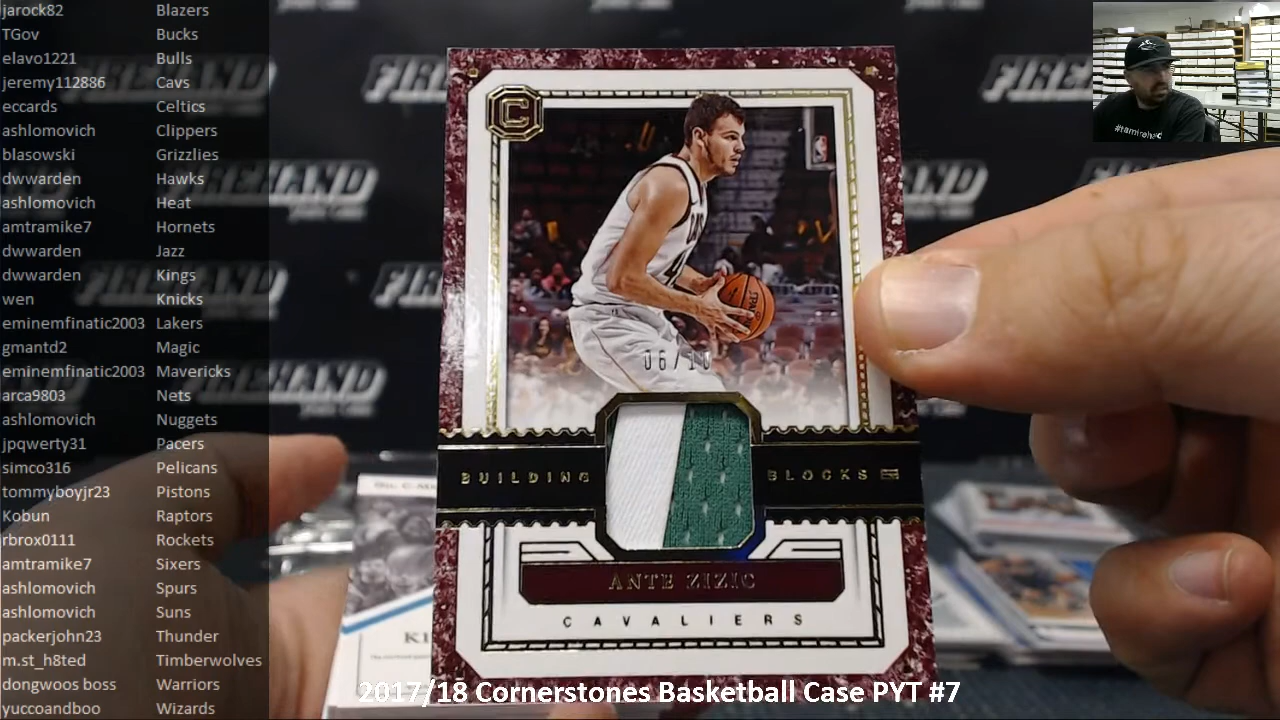 jarock82 Blazers
TGov Bucks
elavo1221 Bulls
jeremy112886 Cavs
eccards Celtics
ashlomovich Clippers
blasowski Grizzlies
dwwarden Hawks
ashlomovich Heat
amtramike7 Hornets
dwwarden Jazz
dwwarden Kings
wen Knicks
eminemfinatic2003 Lakers
gmantd2 Magic
eminemfinatic2003 Mavericks
arca9803 Nets
ashlomovich Nuggets
jpqwerty31 Pacers
simco316 Pelicans
tommyboyjr23 Pistons
Kobun Raptors
rbrox0111 Rockets
amtramike7 Sixers
ashlomovich Spurs
ashlomovich Suns
packerjohn23 Thunder
m.st_h8ted Timberwolves
dongwoos boss Warriors
yuccoandboo Wizards
FIREHAND
C
06/10
BUILDING BLOCKS
ANTE ZIZIC
CAVALIERS
2017/18 Cornerstones Basketball Case PYT #7